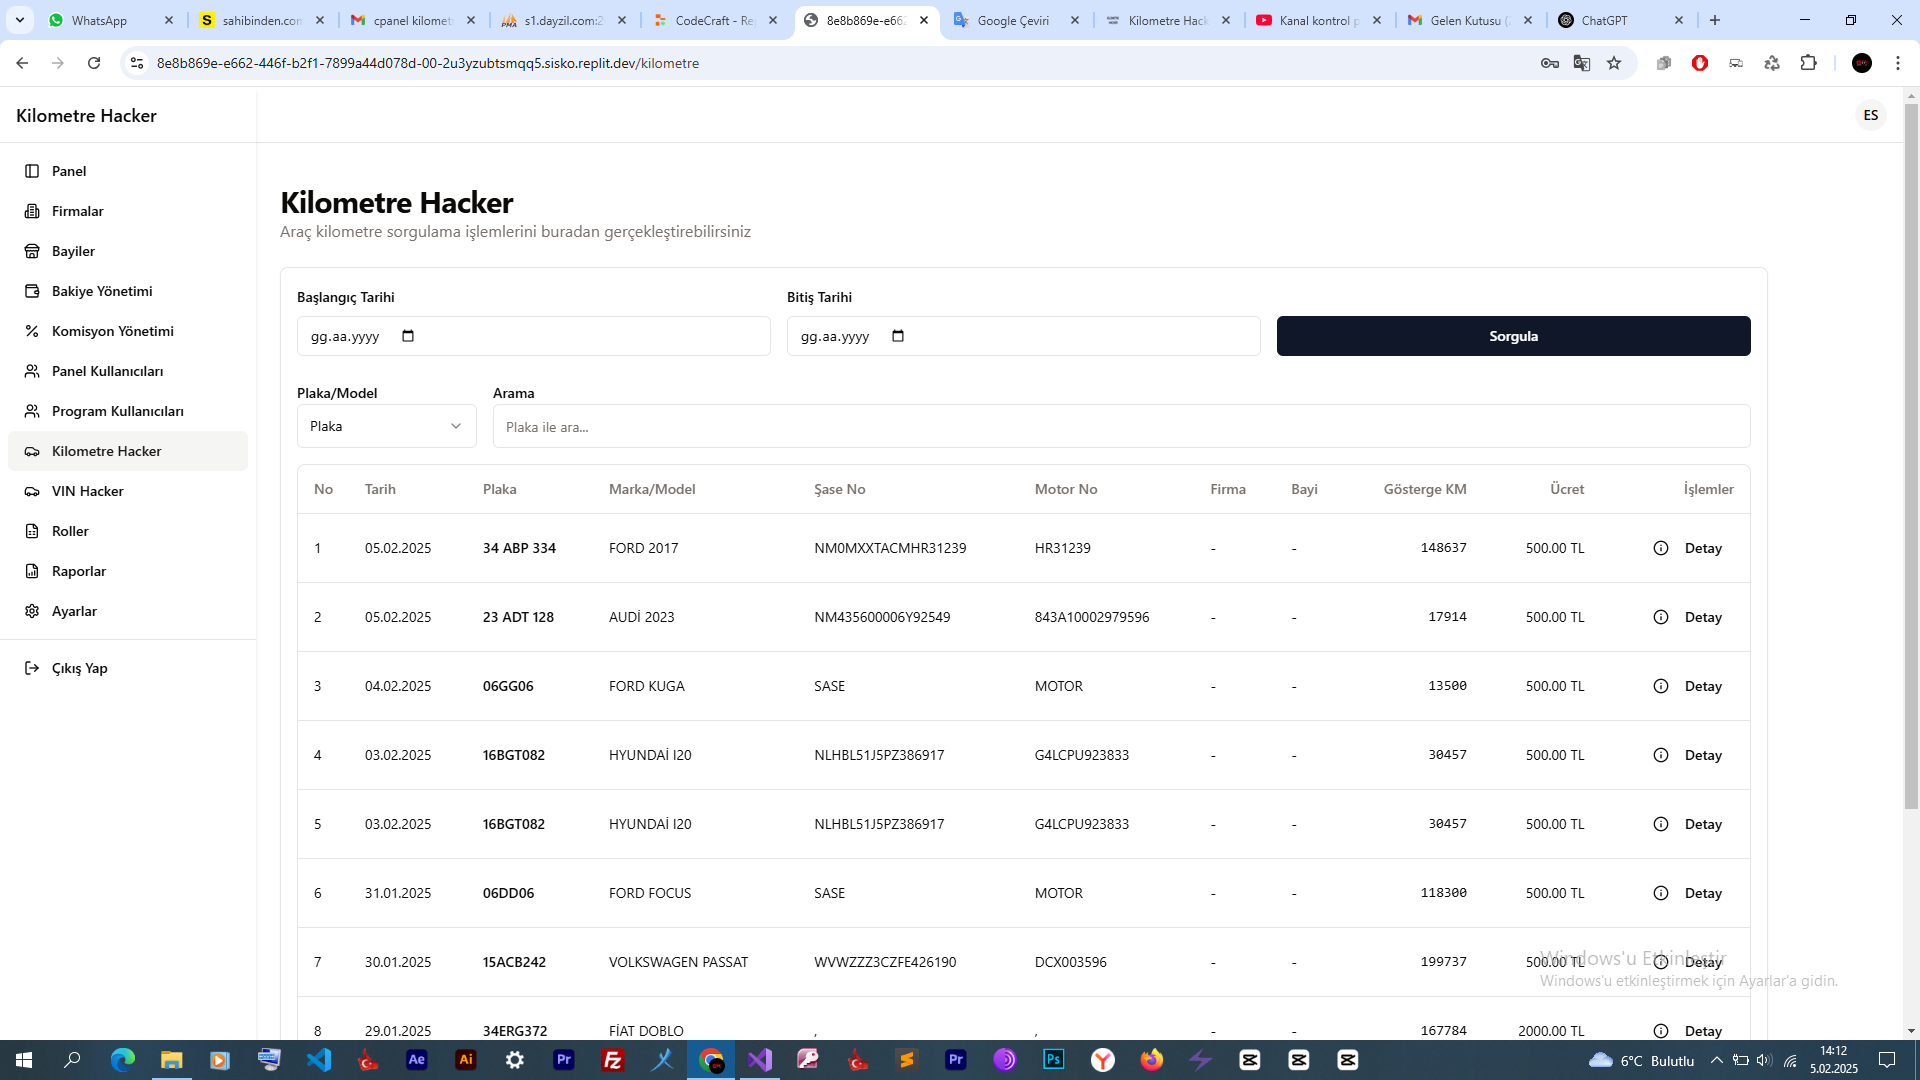 WhatsApp
sahibinden.com
cpanel kilomet
s1.dayzil.com:2
CodeCraft - Re
8e8b869e-e662
Google Çeviri
Kilometre Hack
Kanal kontrol p
Gelen Kutusu (
ChatGPT
8e8b869e-e662-446f-b2f1-7899a44d078d-00-2u3yzubtsmqq5.sisko.replit.dev/kilometre
Kilometre Hacker
ES
Panel
Firmalar
Bayiler
Bakiye Yönetimi
Komisyon Yönetimi
Panel Kullanıcıları
Program Kullanıcıları
Kilometre Hacker
VIN Hacker
Roller
Raporlar
Ayarlar
Çıkış Yap
Kilometre Hacker
Araç kilometre sorgulama işlemlerini buradan gerçekleştirebilirsiniz
Başlangıç Tarihi
Bitiş Tarihi
gg.aa.yyyy
gg.aa.yyyy
Sorgula
Plaka/Model
Arama
Plaka
Plaka ile ara...
No Tarih Plaka Marka/Model Şase No Motor No Firma Bayi Gösterge KM Ücret İşlemler
1 05.02.2025 34 ABP 334 FORD 2017 NM0MXXTACMHR31239 HR31239 - - 148637 500.00 TL Detay
2 05.02.2025 23 ADT 128 AUDİ 2023 NM435600006Y92549 843A10002979596 - - 17914 500.00 TL Detay
3 04.02.2025 06GG06 FORD KUGA SASE MOTOR - - 13500 500.00 TL Detay
4 03.02.2025 16BGT082 HYUNDAİ I20 NLHBL51J5PZ386917 G4LCPU923833 - - 30457 500.00 TL Detay
5 03.02.2025 16BGT082 HYUNDAİ I20 NLHBL51J5PZ386917 G4LCPU923833 - - 30457 500.00 TL Detay
6 31.01.2025 06DD06 FORD FOCUS SASE MOTOR - - 118300 500.00 TL Detay
7 30.01.2025 15ACB242 VOLKSWAGEN PASSAT WVWZZZ3CZFE426190 DCX003596 - - 199737 500.00 TL Detay
8 29.01.2025 34ERG372 FİAT DOBLO , , - - 167784 2000.00 TL Detay
Windows'u Etkinleştir
Windows'u etkinleştirmek için Ayarlar'a gidin.
6°C Bulutlu
14:12
5.02.2025